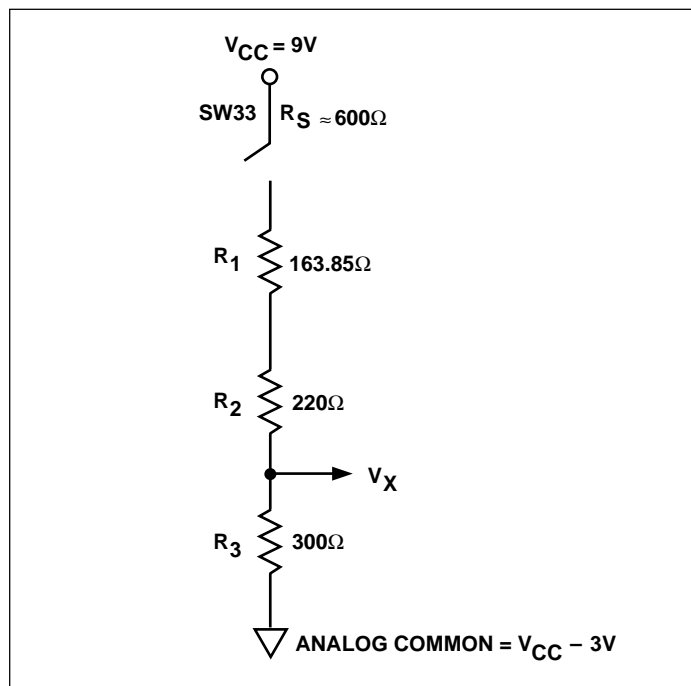 VCC = 9V
SW33 RS ≈ 600Ω
R1 163.85Ω
R2 220Ω
VX
R3 300Ω
ANALOG COMMON = VCC – 3V